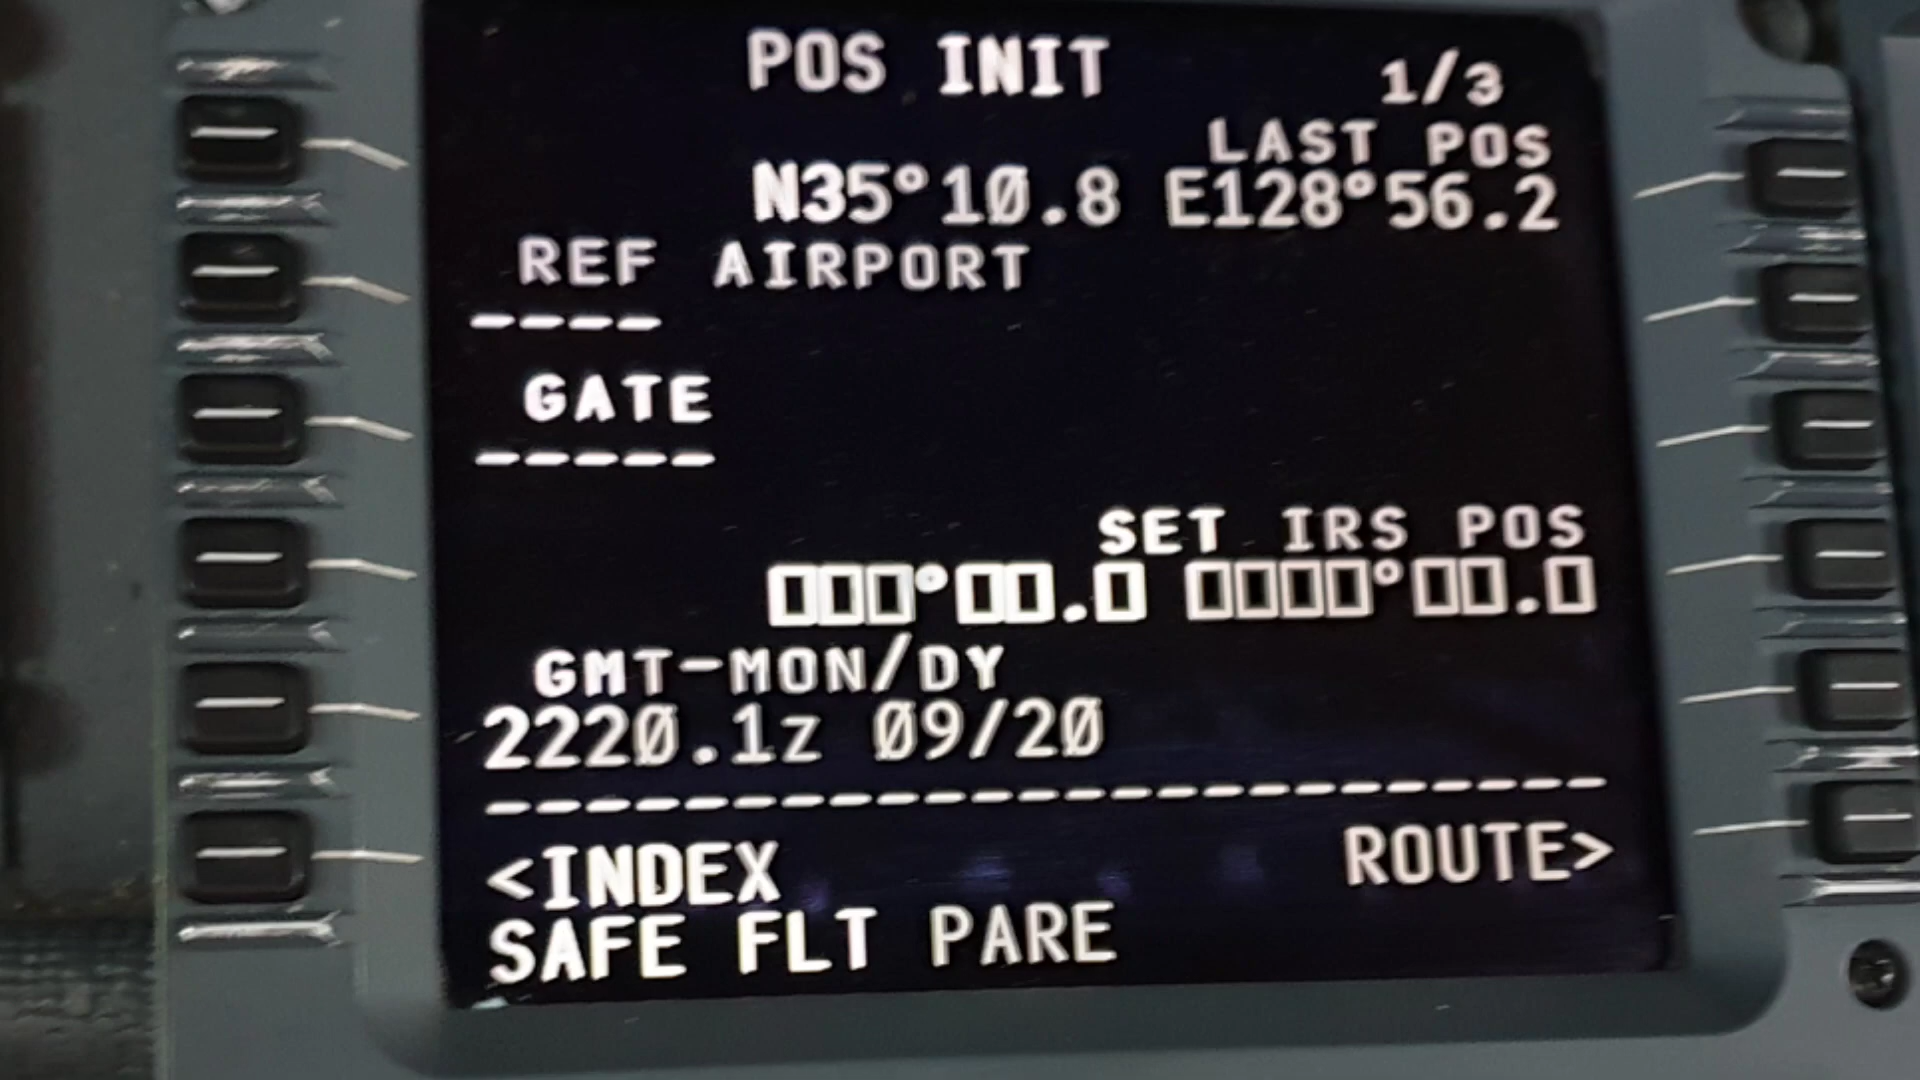 POS INIT 1/3
LAST POS
N35°10.8 E128°56.2
REF AIRPORT
----
GATE
-----
SET IRS POS
▯▯▯°▯▯.▯ ▯▯▯▯°▯▯.▯
GMT-MON/DY
2220.1z 09/20
------------------------
<INDEX ROUTE>
SAFE FLT PARE